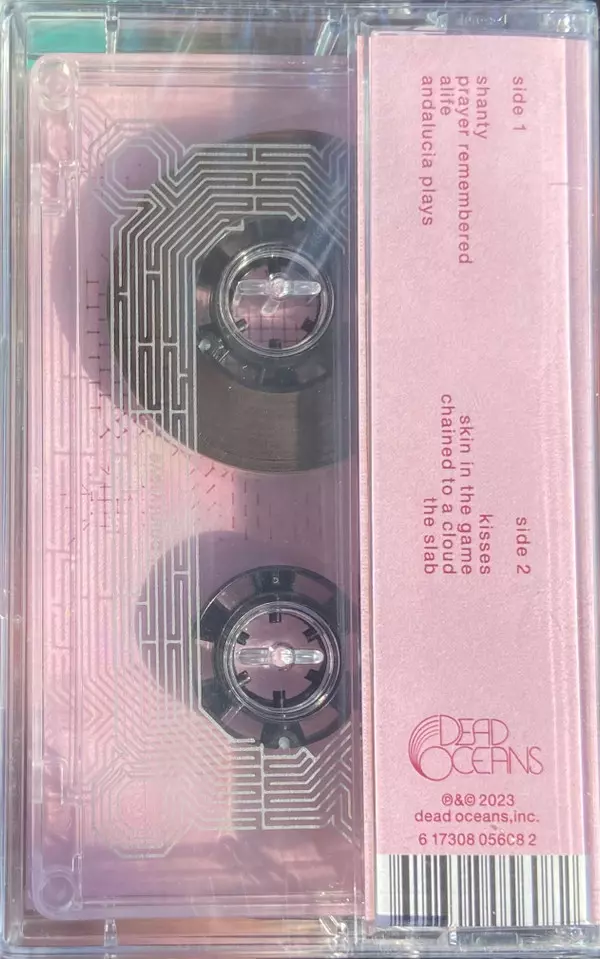 side 1
shanty
prayer remembered
alife
andalucia plays
side 2
kisses
skin in the game
chained to a cloud
the slab
DEAD
OCEANS
℗&© 2023
dead oceans,inc.
6 17308 05608 2